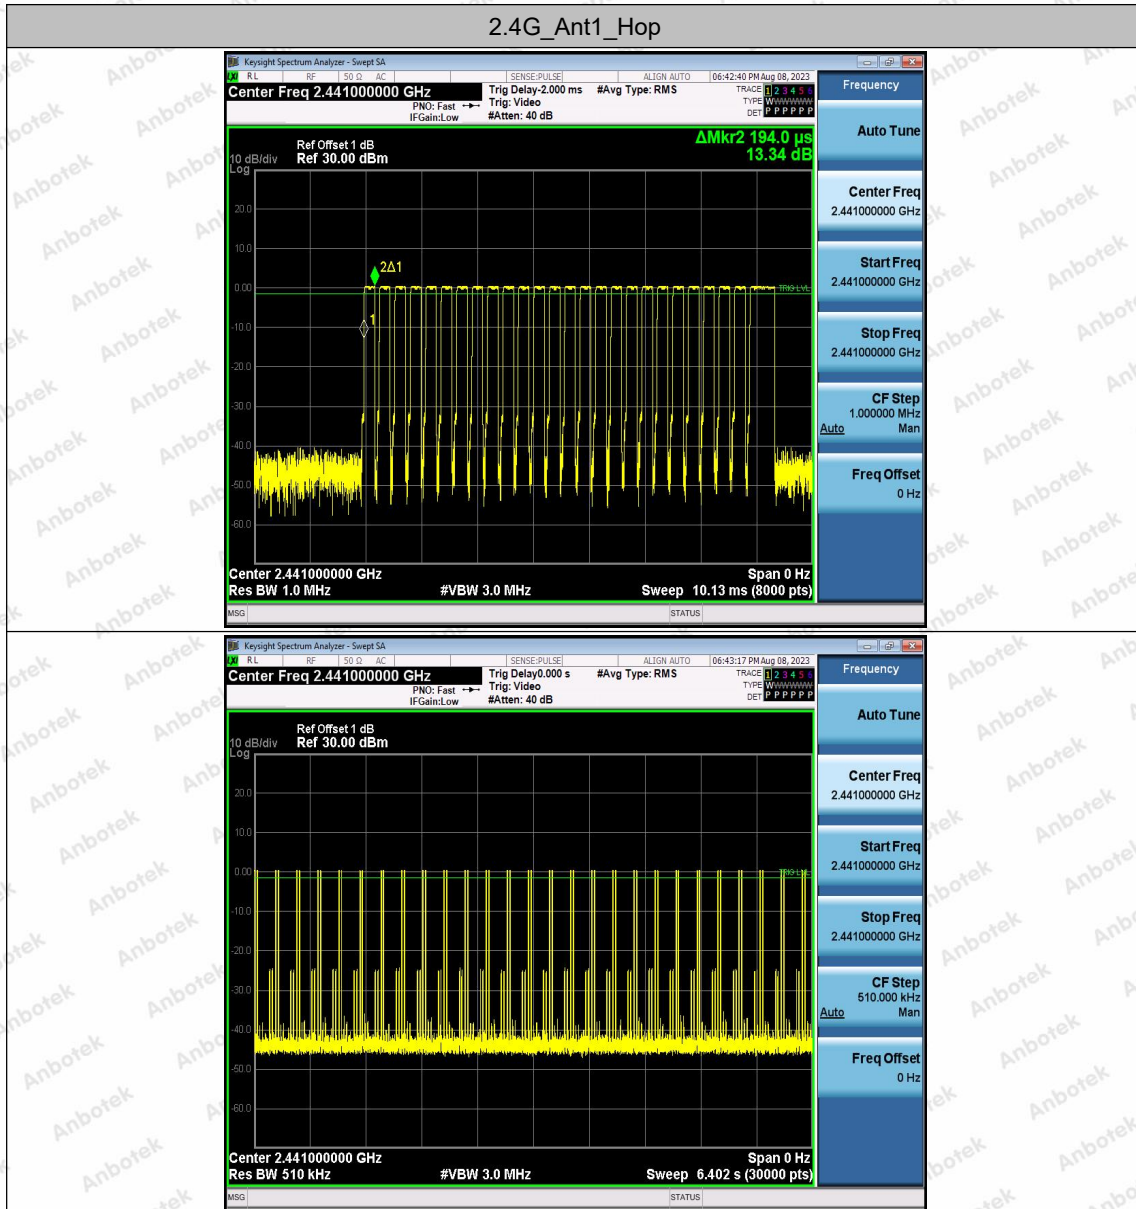 2.4G_Ant1_Hop
Keysight Spectrum Analyzer - Swept SA
RL RF 50 Ω AC SENSE:PULSE ALIGN AUTO 06:42:40 PM Aug 08, 2023
Center Freq 2.441000000 GHz Trig Delay-2.000 ms #Avg Type: RMS TRACE 1 2 3 4 5 6
PNO: Fast Trig: Video TYPE WWWWWW
IFGain:Low #Atten: 40 dB DET P P P P P P
ΔMkr2 194.0 µs
13.34 dB
Ref Offset 1 dB
10 dB/div Ref 30.00 dBm
Log
20.0
10.0
0.00
-10.0
-20.0
-30.0
-40.0
-50.0
-60.0
2Δ1
1
TRIG LVL
Center 2.441000000 GHz Span 0 Hz
Res BW 1.0 MHz #VBW 3.0 MHz Sweep 10.13 ms (8000 pts)
MSG STATUS
Frequency
Auto Tune
Center Freq
2.441000000 GHz
Start Freq
2.441000000 GHz
Stop Freq
2.441000000 GHz
CF Step
1.000000 MHz
Auto Man
Freq Offset
0 Hz
Keysight Spectrum Analyzer - Swept SA
RL RF 50 Ω AC SENSE:PULSE ALIGN AUTO 06:43:17 PM Aug 08, 2023
Center Freq 2.441000000 GHz Trig Delay0.000 s #Avg Type: RMS TRACE 1 2 3 4 5 6
PNO: Fast Trig: Video TYPE WWWWWW
IFGain:Low #Atten: 40 dB DET P P P P P P
Ref Offset 1 dB
10 dB/div Ref 30.00 dBm
Log
20.0
10.0
0.00
-10.0
-20.0
-30.0
-40.0
-50.0
-60.0
TRIG LVL
Center 2.441000000 GHz Span 0 Hz
Res BW 510 kHz #VBW 3.0 MHz Sweep 6.402 s (30000 pts)
MSG STATUS
Frequency
Auto Tune
Center Freq
2.441000000 GHz
Start Freq
2.441000000 GHz
Stop Freq
2.441000000 GHz
CF Step
510.000 kHz
Auto Man
Freq Offset
0 Hz
Anbotek